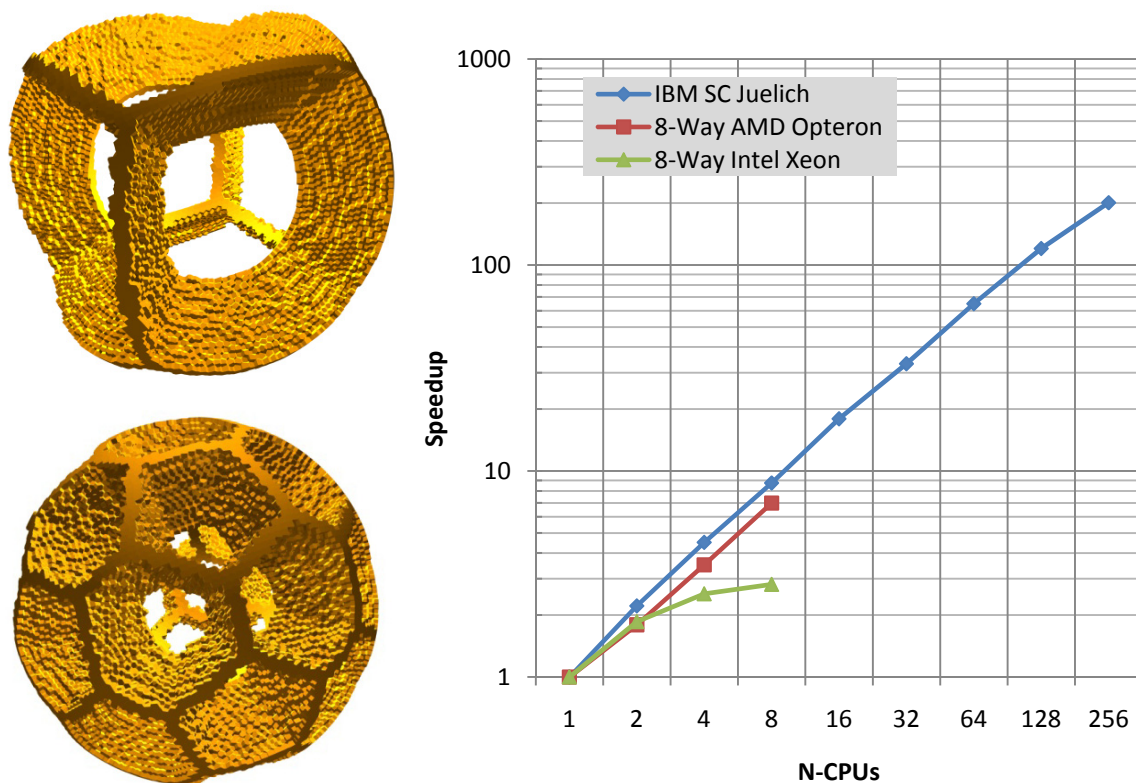 1000
100
10
1
Speedup
IBM SC Juelich
8-Way AMD Opteron
8-Way Intel Xeon
1 2 4 8 16 32 64 128 256
N-CPUs